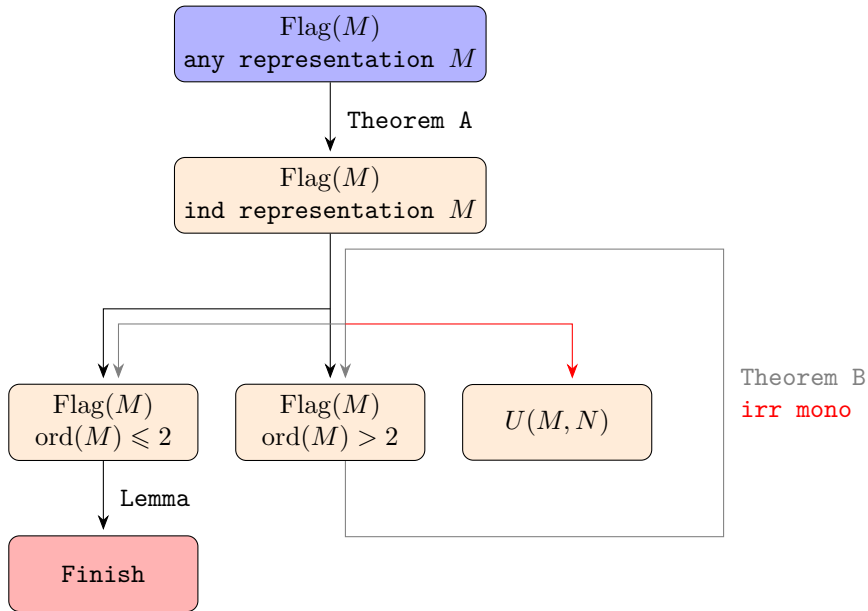 Flag(M)
any representation M
Theorem A
Flag(M)
ind representation M
Flag(M)
ord(M) ⩽ 2
Flag(M)
ord(M) > 2
U(M, N)
Theorem B
irr mono
Lemma
Finish